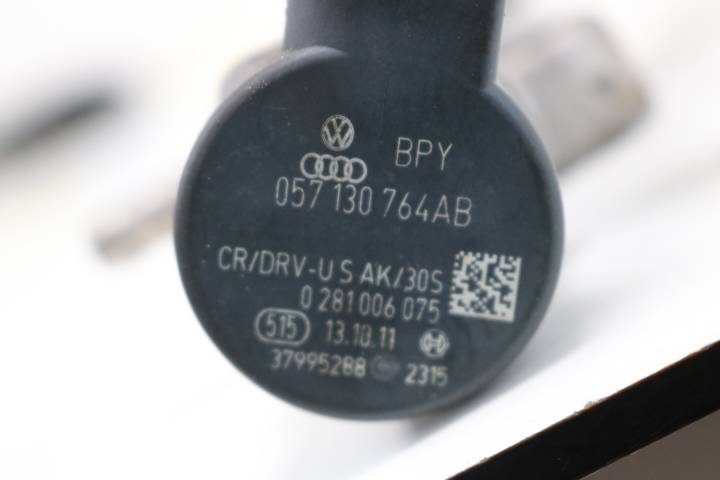 BPY
057 130 764AB
CR/DRV-U S AK/30S
0 281 006 075
515 13.10.11
37995288 2315